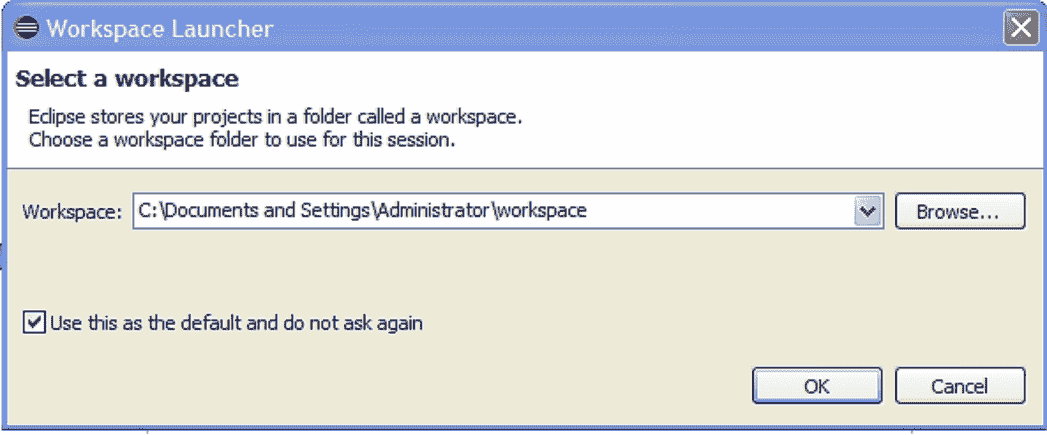 Workspace Launcher
Select a workspace
Eclipse stores your projects in a folder called a workspace.
Choose a workspace folder to use for this session.
Workspace: C:\Documents and Settings\Administrator\workspace Browse...
Use this as the default and do not ask again
OK Cancel